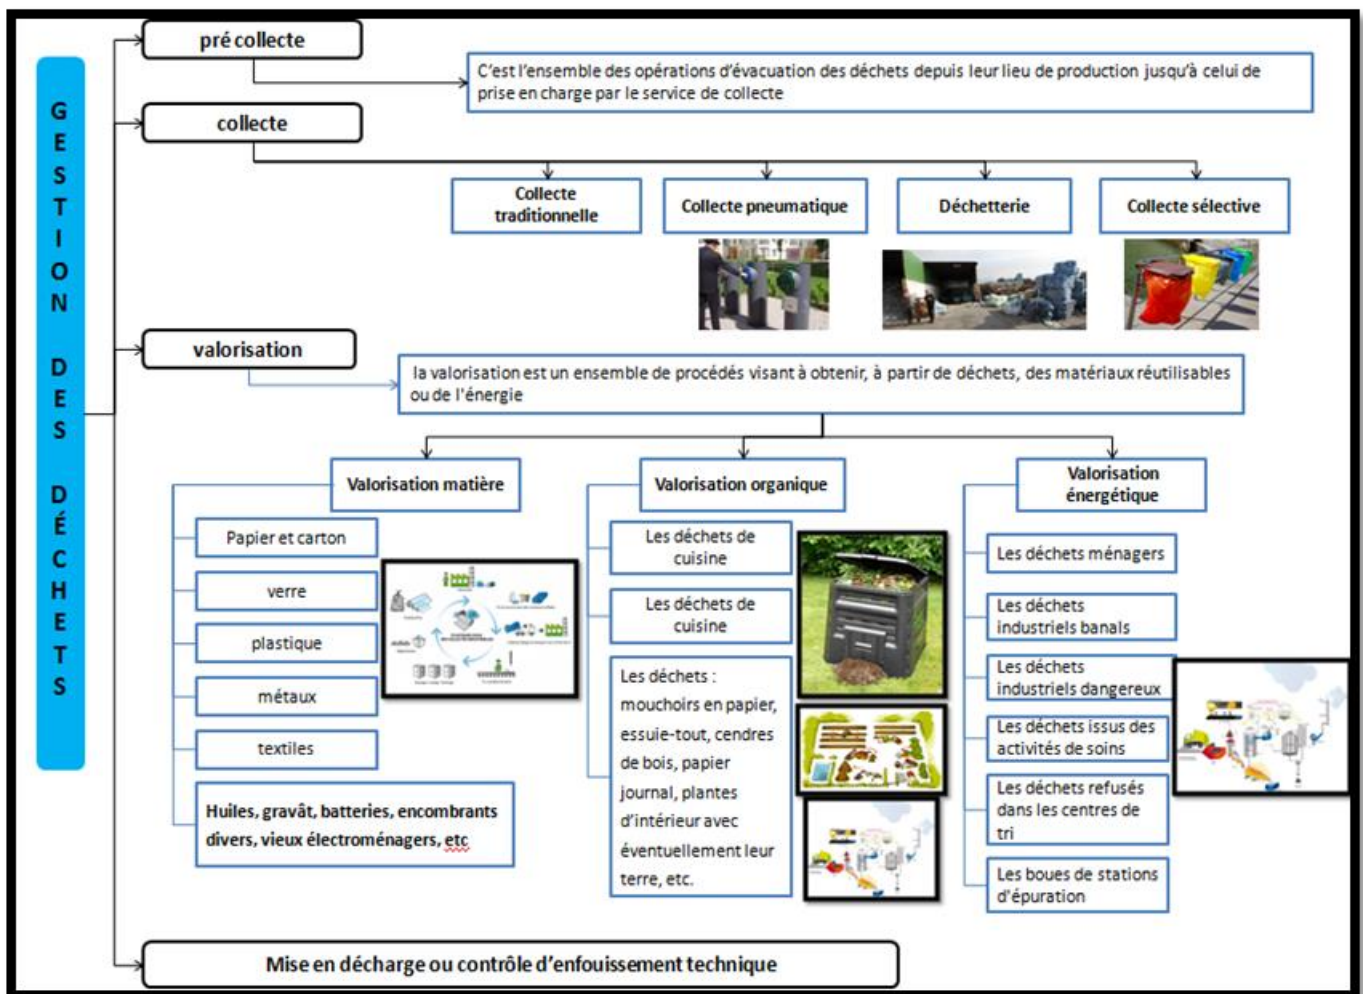 GESTION DES DÉCHETS
pré collecte
C'est l'ensemble des opérations d'évacuation des déchets depuis leur lieu de production jusqu'à celui de
prise en charge par le service de collecte
collecte
Collecte
traditionnelle
Collecte pneumatique
Déchetterie
Collecte sélective
valorisation
la valorisation est un ensemble de procédés visant à obtenir, à partir de déchets, des matériaux réutilisables
ou de l'énergie
Valorisation matière
Papier et carton
verre
plastique
métaux
textiles
Huiles, gravât, batteries, encombrants
divers, vieux électroménagers, etc
Valorisation organique
Les déchets de
cuisine
Les déchets de
cuisine
Les déchets :
mouchoirs en papier,
essuie-tout, cendres
de bois, papier
journal, plantes
d'intérieur avec
éventuellement leur
terre, etc.
Valorisation
énergétique
Les déchets ménagers
Les déchets
industriels banals
Les déchets
industriels dangereux
Les déchets issus des
activités de soins
Les déchets refusés
dans les centres de
tri
Les boues de stations
d'épuration
Mise en décharge ou contrôle d'enfouissement technique